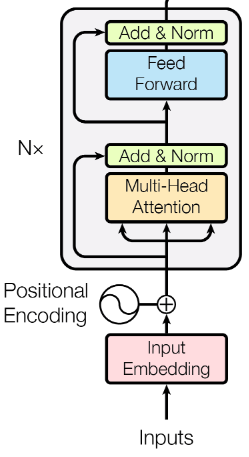 Add & Norm
Feed
Forward
N×
Add & Norm
Multi-Head
Attention
Positional
Encoding
Input
Embedding
Inputs